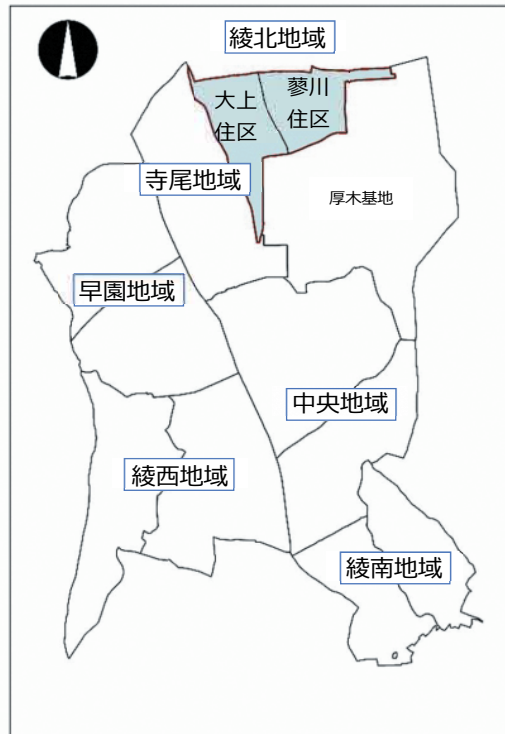 綾北地域
大上
住区
蓼川
住区
寺尾地域
厚木基地
早園地域
中央地域
綾西地域
綾南地域